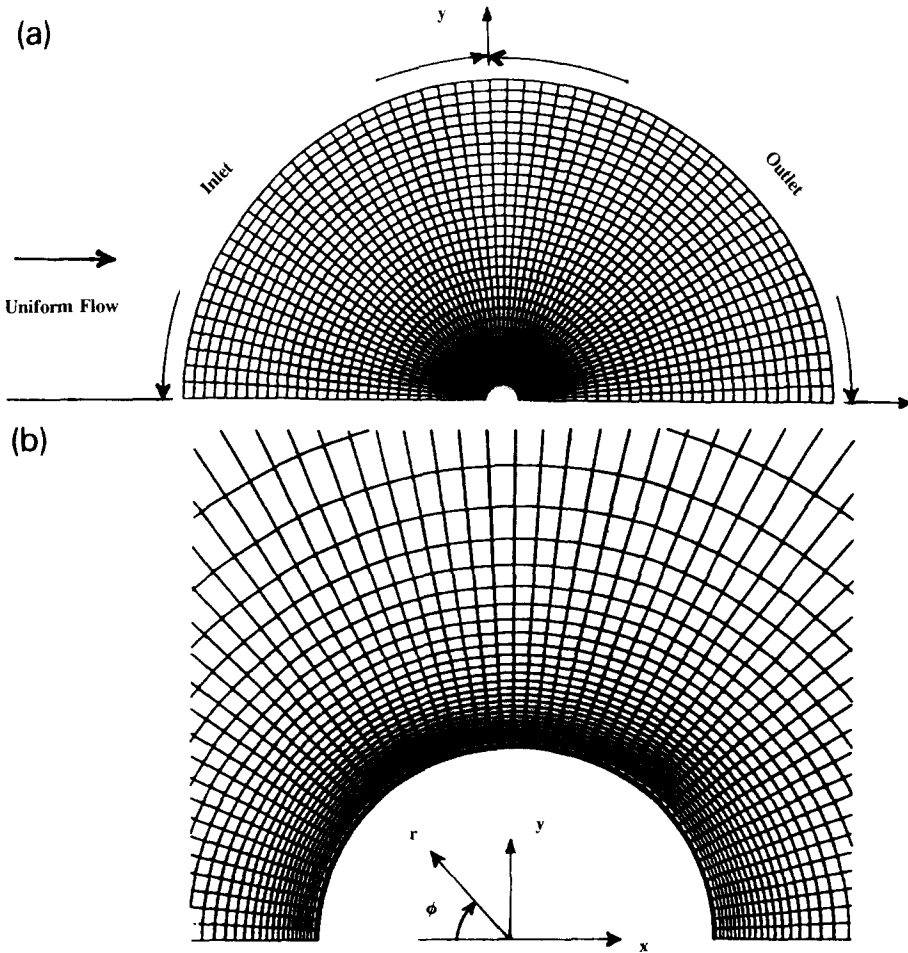 (a)
y
Inlet
Outlet
Uniform Flow
(b)
r
y
ϕ
x